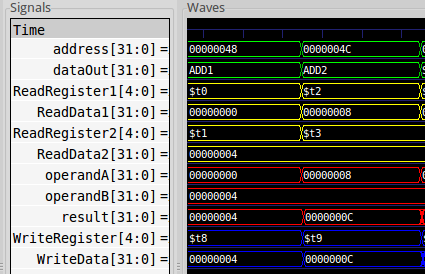 Signals Waves
Time
address[31:0] = 00000048 0000004C
dataOut[31:0] = ADD1 ADD2
ReadRegister1[4:0] = $t0 $t2
ReadData1[31:0] = 00000000 00000008
ReadRegister2[4:0] = $t1 $t3
ReadData2[31:0] = 00000004
operandA[31:0] = 00000000 00000008
operandB[31:0] = 00000004
result[31:0] = 00000004 0000000C
WriteRegister[4:0] = $t8 $t9
WriteData[31:0] = 00000004 0000000C